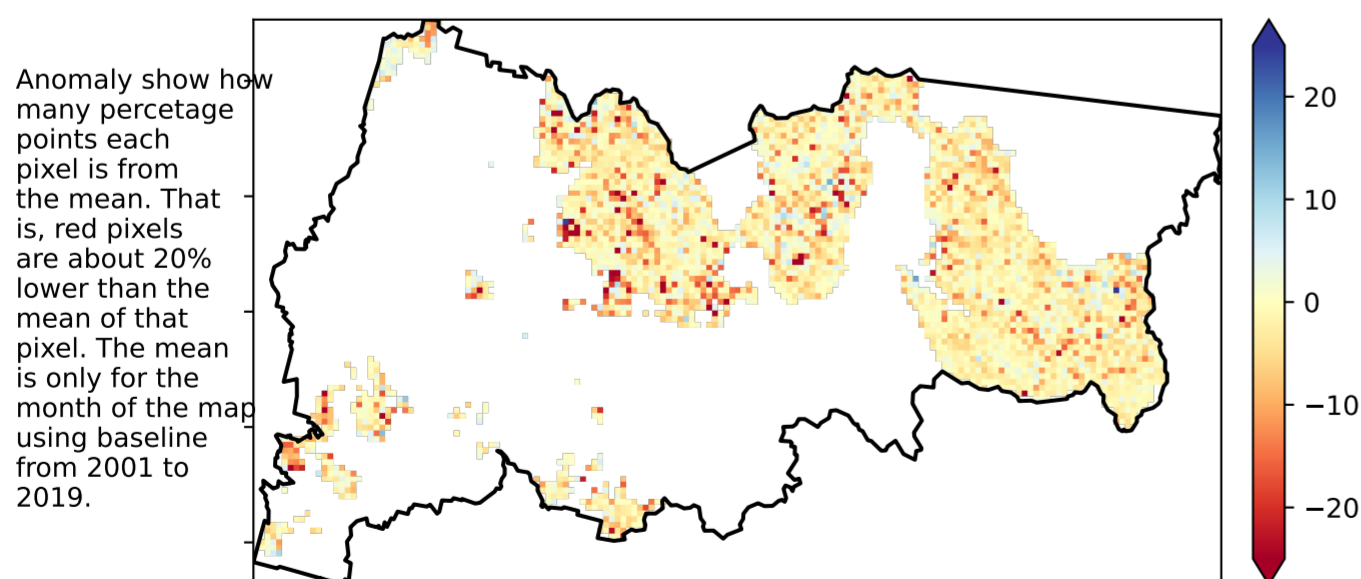 Anomaly show how
many percetage
points each
pixel is from
the mean. That
is, red pixels
are about 20%
lower than the
mean of that
pixel. The mean
is only for the
month of the map
using baseline
from 2001 to
2019.
20
10
0
−10
−20